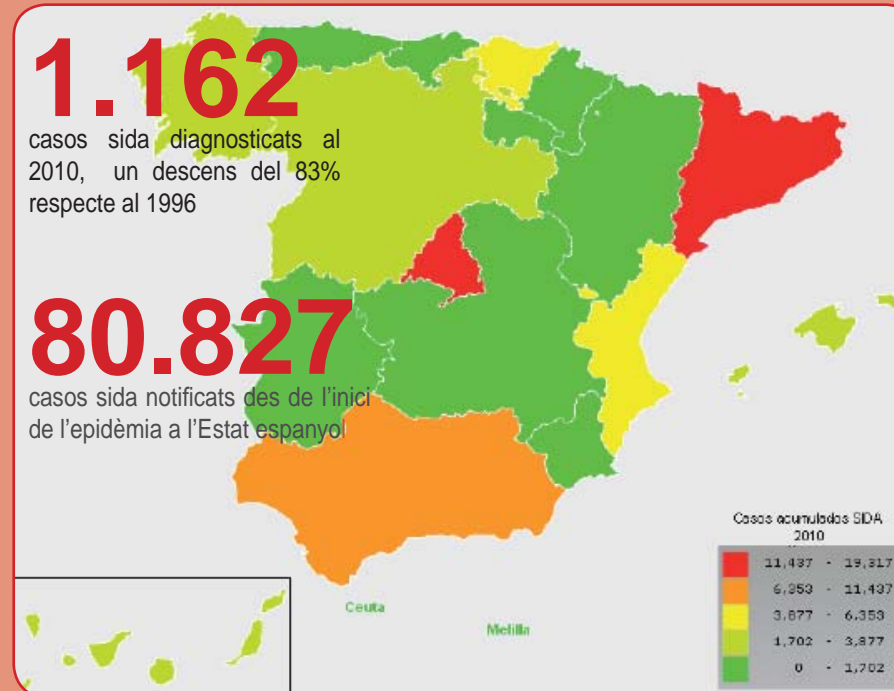 1.162
casos sida diagnosticats al
2010, un descens del 83%
respecte al 1996
80.827
casos sida notificats des de l'inici
de l'epidèmia a l'Estat espanyol
Casos acumulados SIDA
2010
11,437 - 19,317
6,353 - 11,437
3,877 - 6,353
1,702 - 3,877
0 - 1,702
Ceuta
Melilla